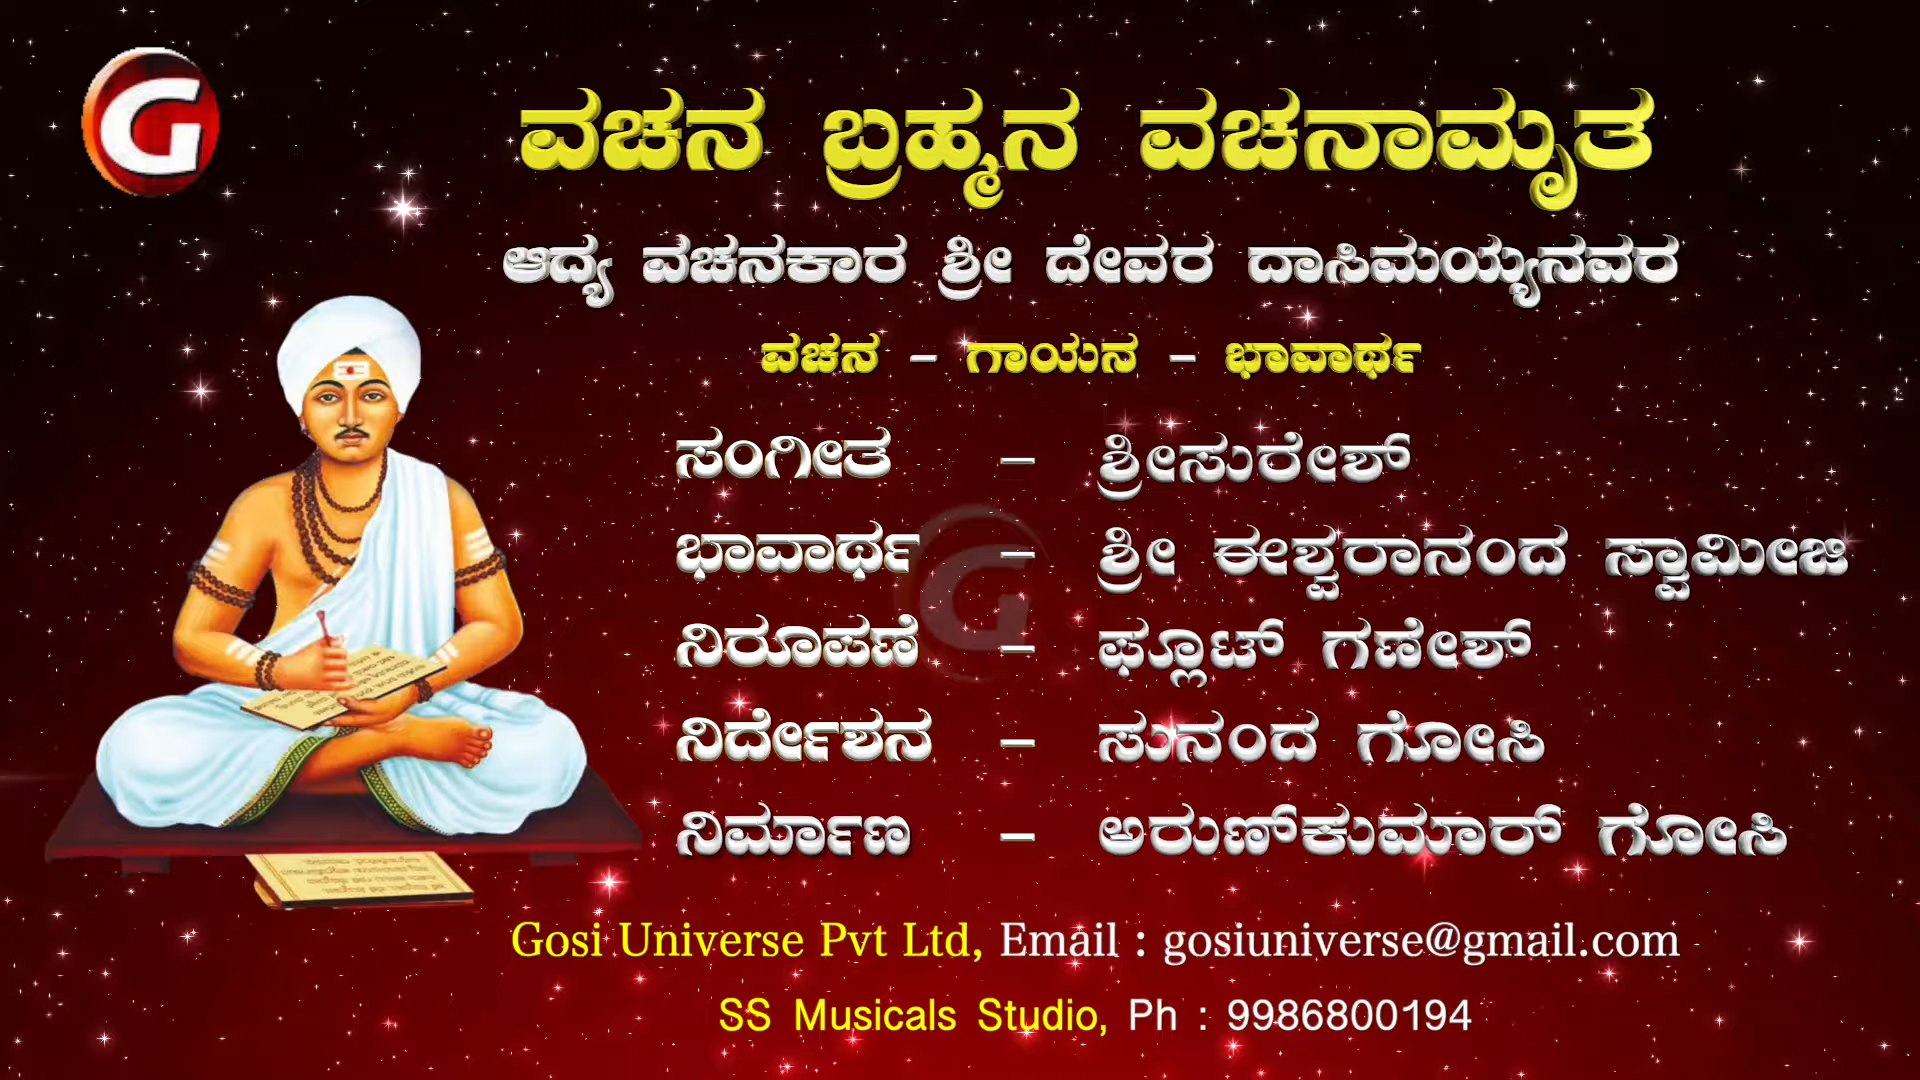 G
ವಚನ ಬ್ರಹ್ಮನ ವಚನಾಮೃತ
ಆದ್ಯ ವಚನಕಾರ ಶ್ರೀ ದೇವರ ದಾಸಿಮಯ್ಯನವರ
ವಚನ - ಗಾಯನ - ಭಾವಾರ್ಥ
ಸಂಗೀತ - ಶ್ರೀಸುರೇಶ್
ಭಾವಾರ್ಥ - ಶ್ರೀ ಈಶ್ವರಾನಂದ ಸ್ವಾಮೀಜಿ
ನಿರೂಪಣೆ - ಫ್ಲೂಟ್ ಗಣೇಶ್
ನಿರ್ದೇಶನ - ಸುನಂದ ಗೋಸಿ
ನಿರ್ಮಾಣ - ಅರುಣ್‌ಕುಮಾರ್ ಗೋಸಿ
Gosi Universe Pvt Ltd, Email : gosiuniverse@gmail.com
SS Musicals Studio, Ph : 9986800194